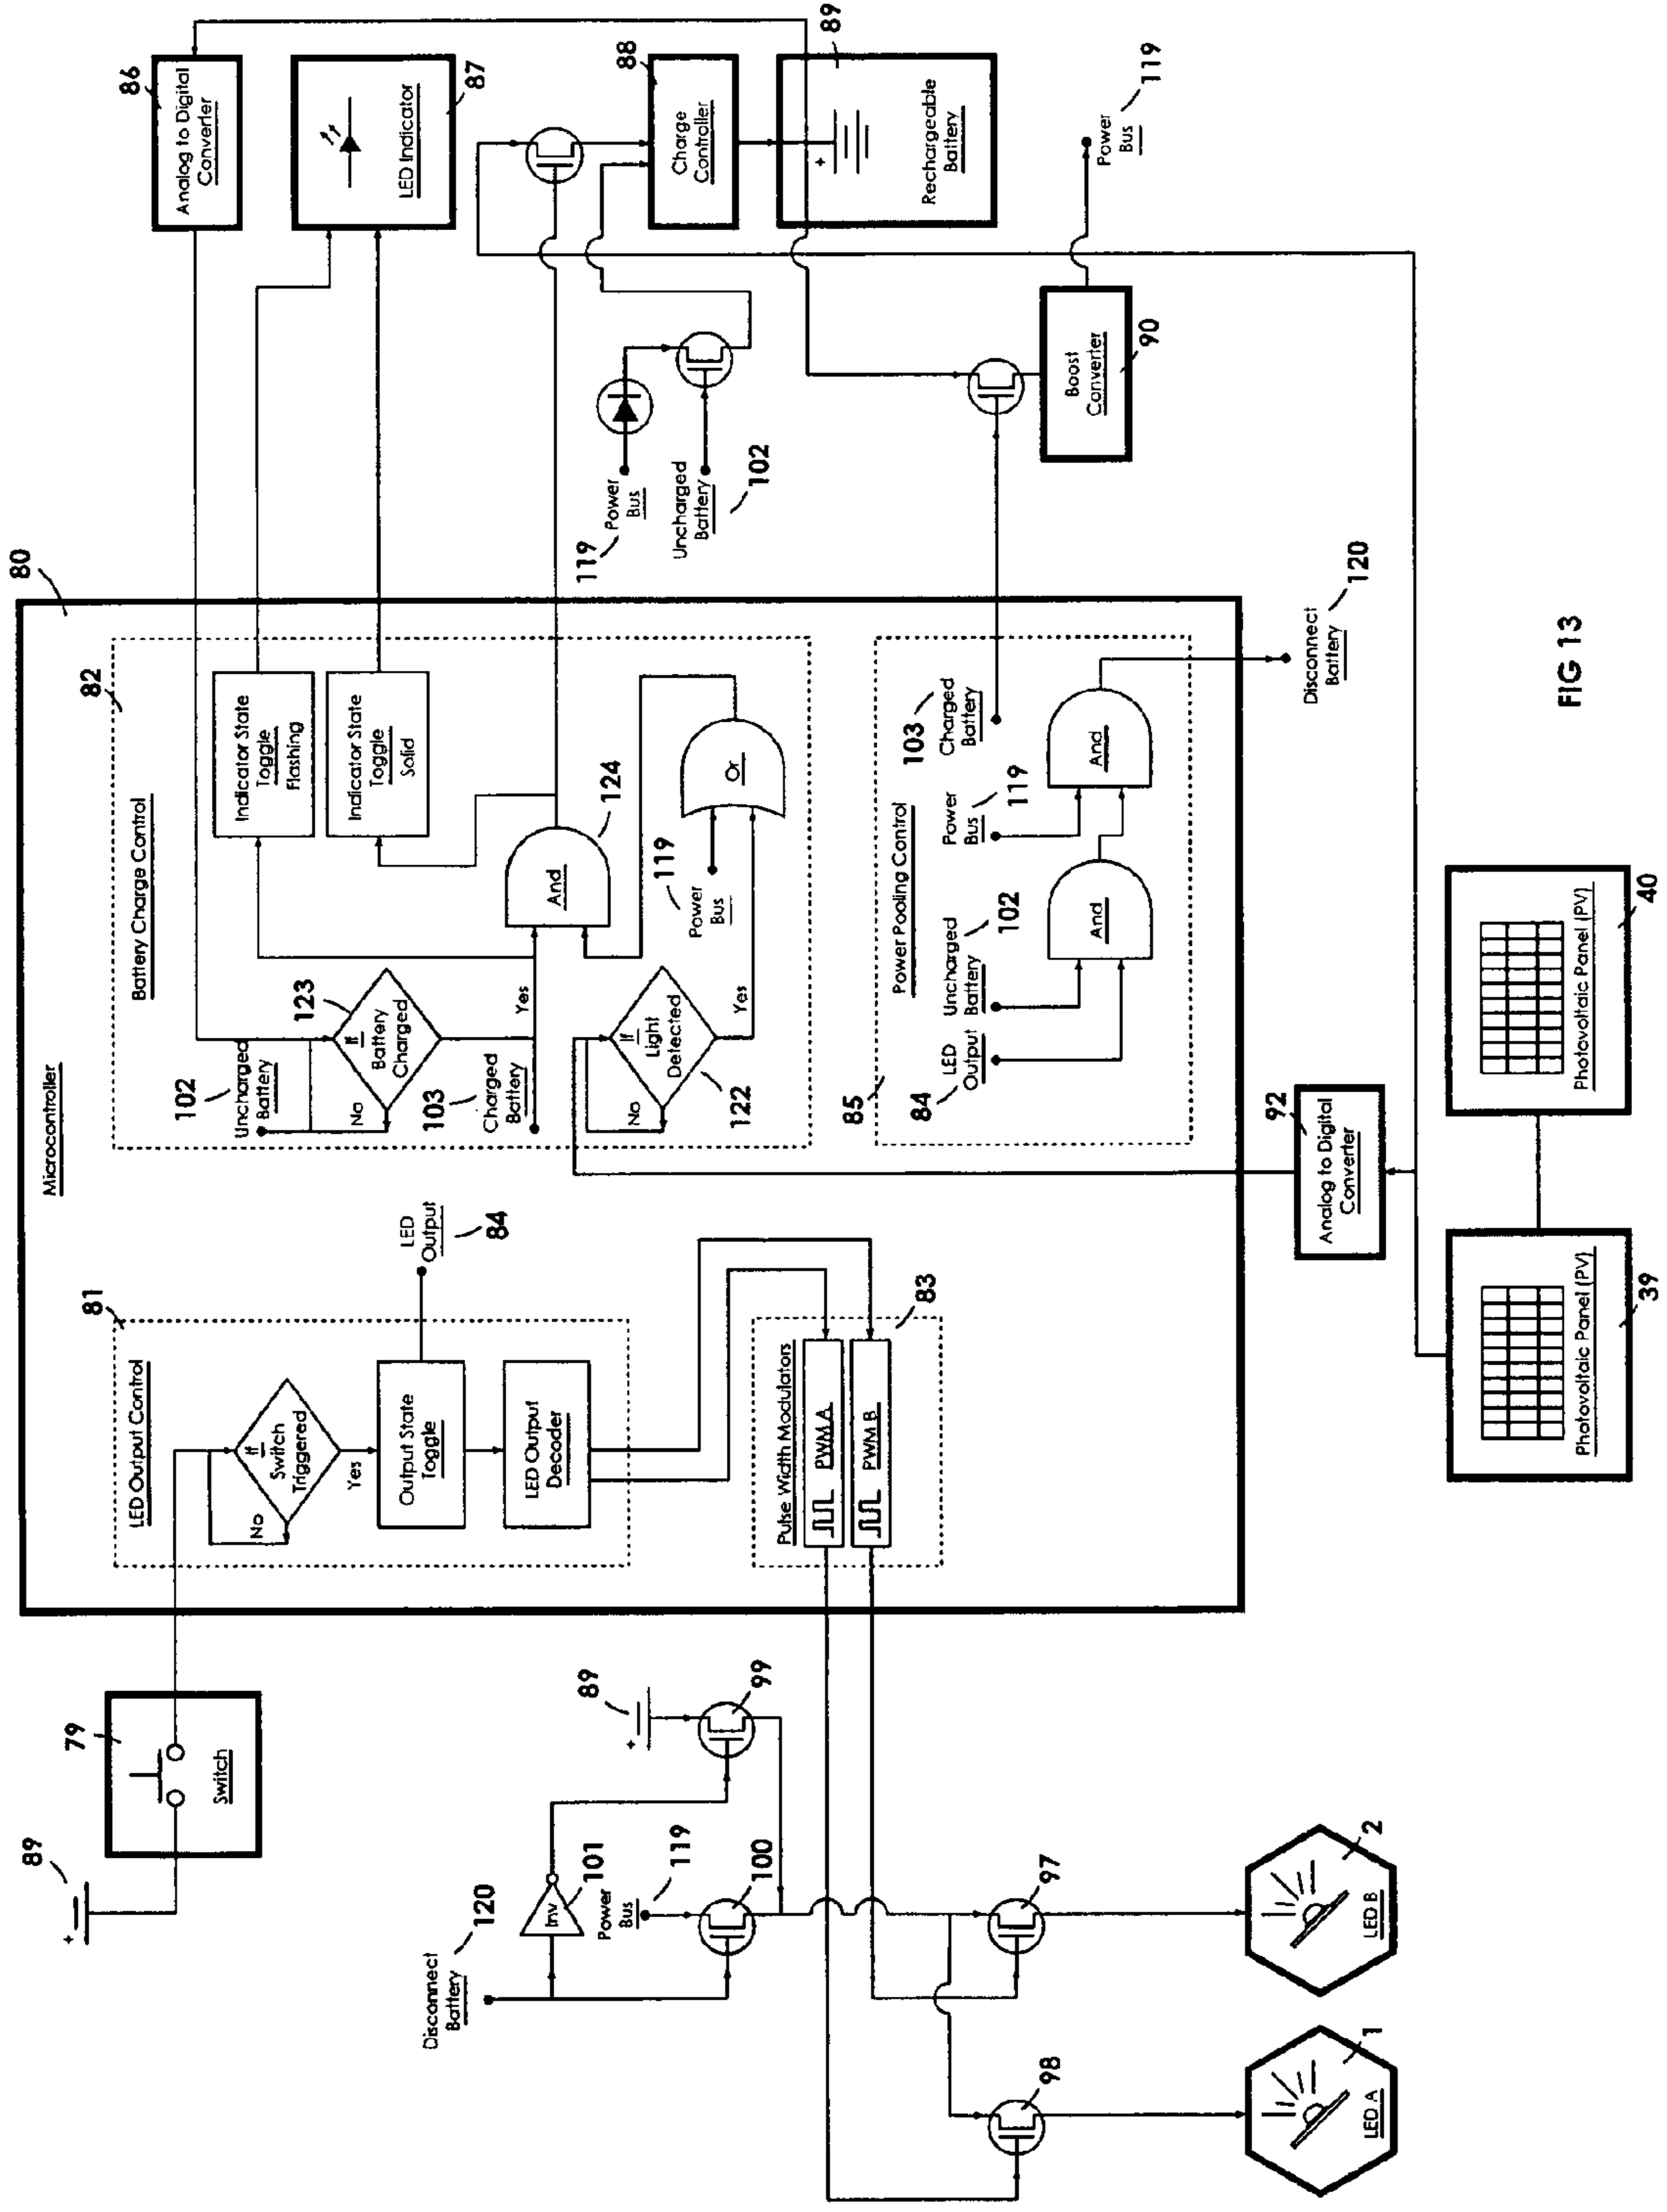 89
79
Switch
80
Microcontroller
81
LED Output Control
If
Switch
Triggered
No
Yes
Output State
Toggle
LED Output
Decoder
LED
Output
84
Pulse Width Modulators
PWM A
PWM B
83
82
Battery Charge Control
102
Uncharged
Battery
123
If
Battery
Charged
No
Yes
103
Charged
Battery
Indicator State
Toggle
Flashing
Indicator State
Toggle
Solid
And
124
If
Light
Detected
No
Yes
122
119
Power
Bus
Or
85
Power Pooling Control
84
LED
Output
Uncharged
Battery
102
Power
Bus
119
103
Charged
Battery
And
And
Disconnect
Battery
120
86
Analog to Digital
Converter
LED Indicator
87
119
Power
Bus
Uncharged
Battery
102
88
Charge
Controller
89
+
Rechargeable
Battery
Boost
Converter
90
Power
Bus
119
Disconnect
Battery
120
Inv
101
Power
Bus
119
100
89
+
99
98
97
LED A
1
LED B
2
92
Analog to Digital
Converter
Photovoltaic Panel (PV)
39
Photovoltaic Panel (PV)
40
FIG 13